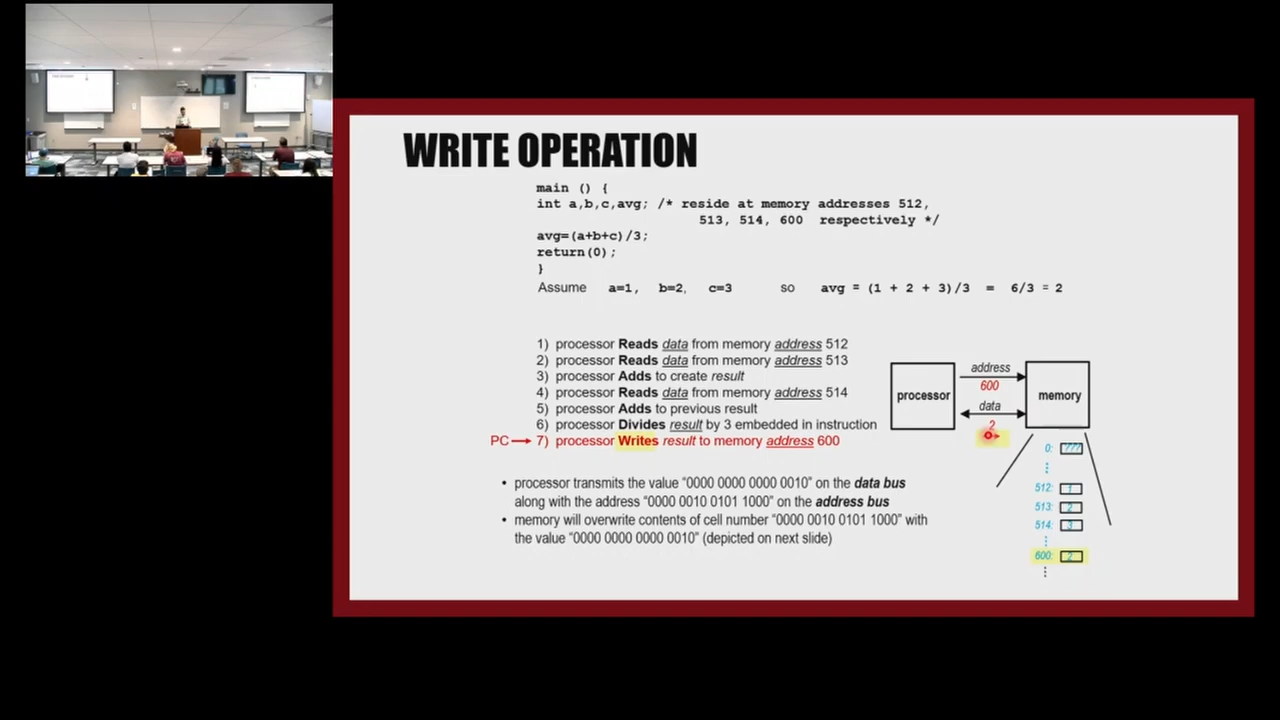 WRITE OPERATION
main () {
int a,b,c,avg; /* reside at memory addresses 512,
513, 514, 600 respectively */
avg=(a+b+c)/3;
return(0);
}
Assume a=1, b=2, c=3 so avg = (1 + 2 + 3)/3 = 6/3 = 2
1) processor Reads data from memory address 512
2) processor Reads data from memory address 513
3) processor Adds to create result
4) processor Reads data from memory address 514
5) processor Adds to previous result
6) processor Divides result by 3 embedded in instruction
PC 7) processor Writes result to memory address 600
• processor transmits the value “0000 0000 0000 0010” on the data bus
along with the address “0000 0010 0101 1000” on the address bus
• memory will overwrite contents of cell number “0000 0010 0101 1000” with
the value “0000 0000 0000 0010” (depicted on next slide)
processor
address
600
data
2
memory
0: ???
512: 1
513: 2
514: 3
600: 2